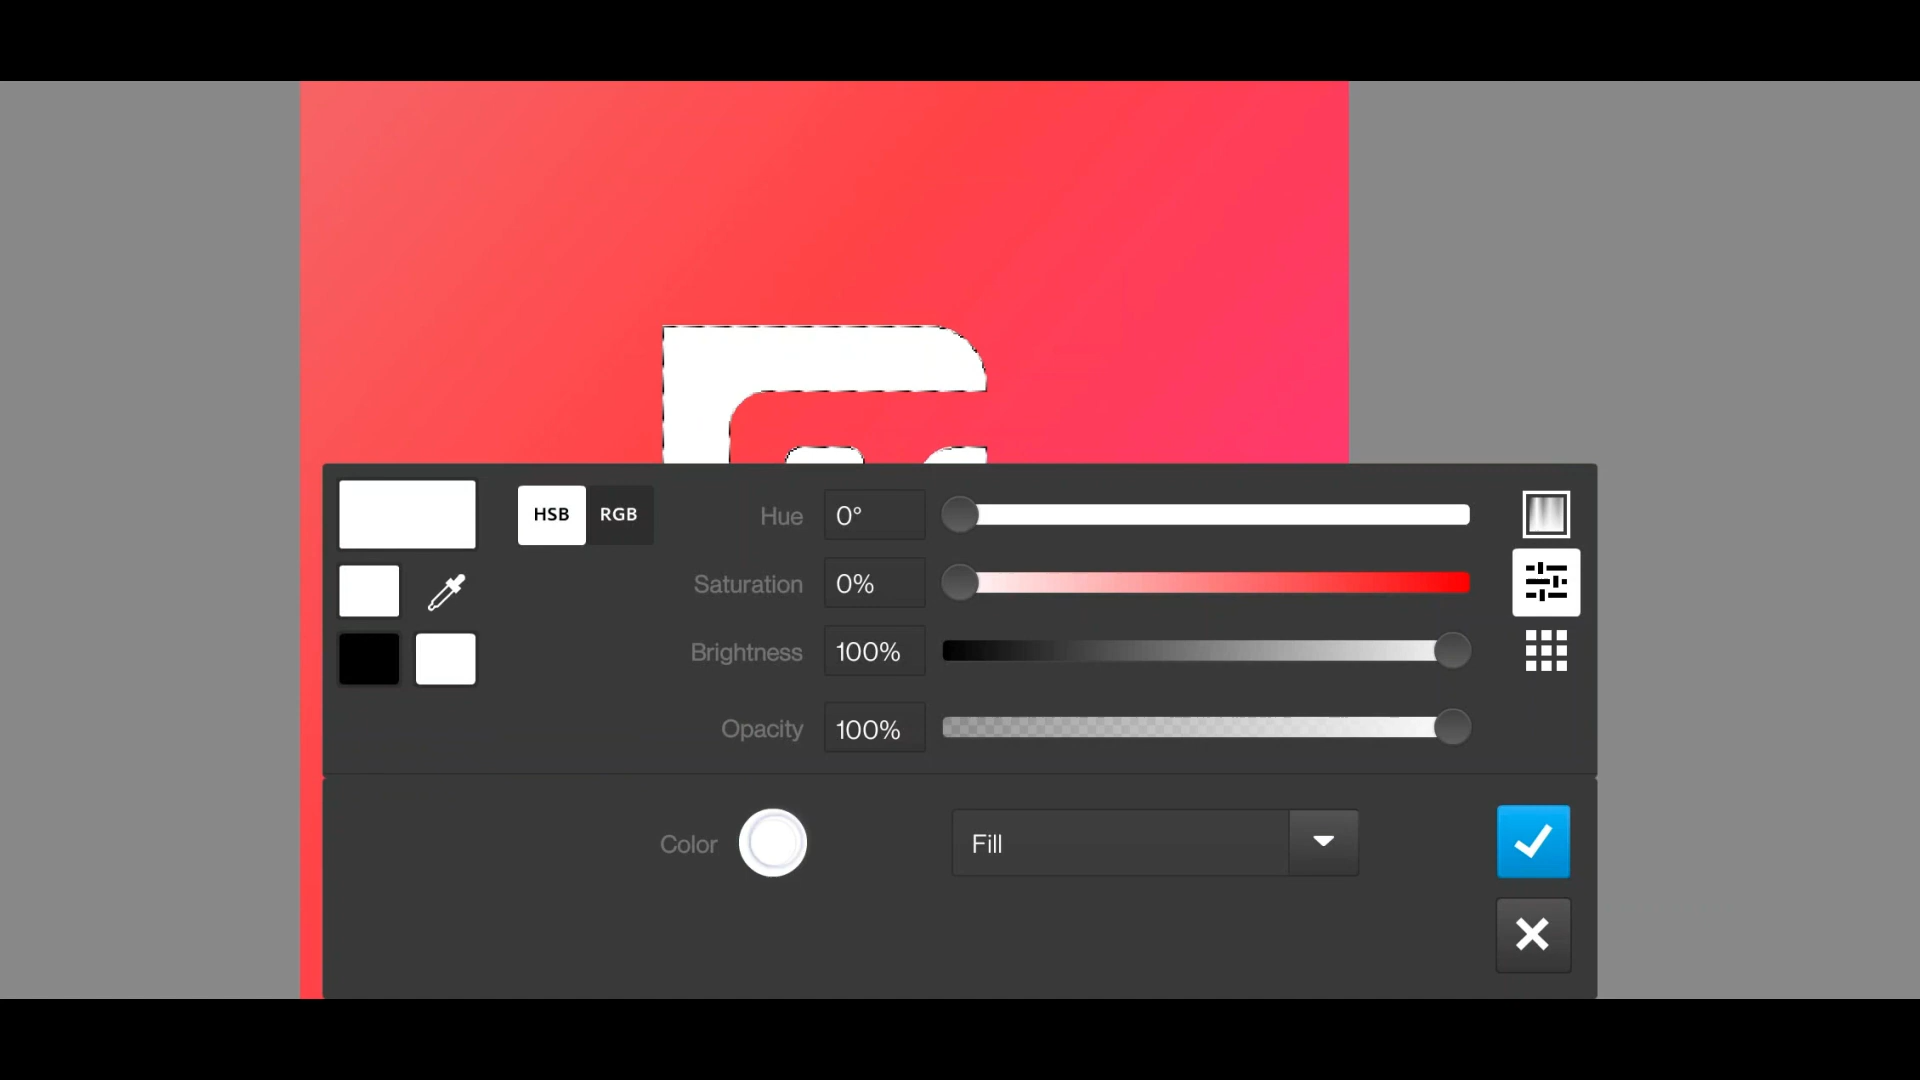 HSB RGB Hue 0°
Saturation 0%
Brightness 100%
Opacity 100%
Color Fill